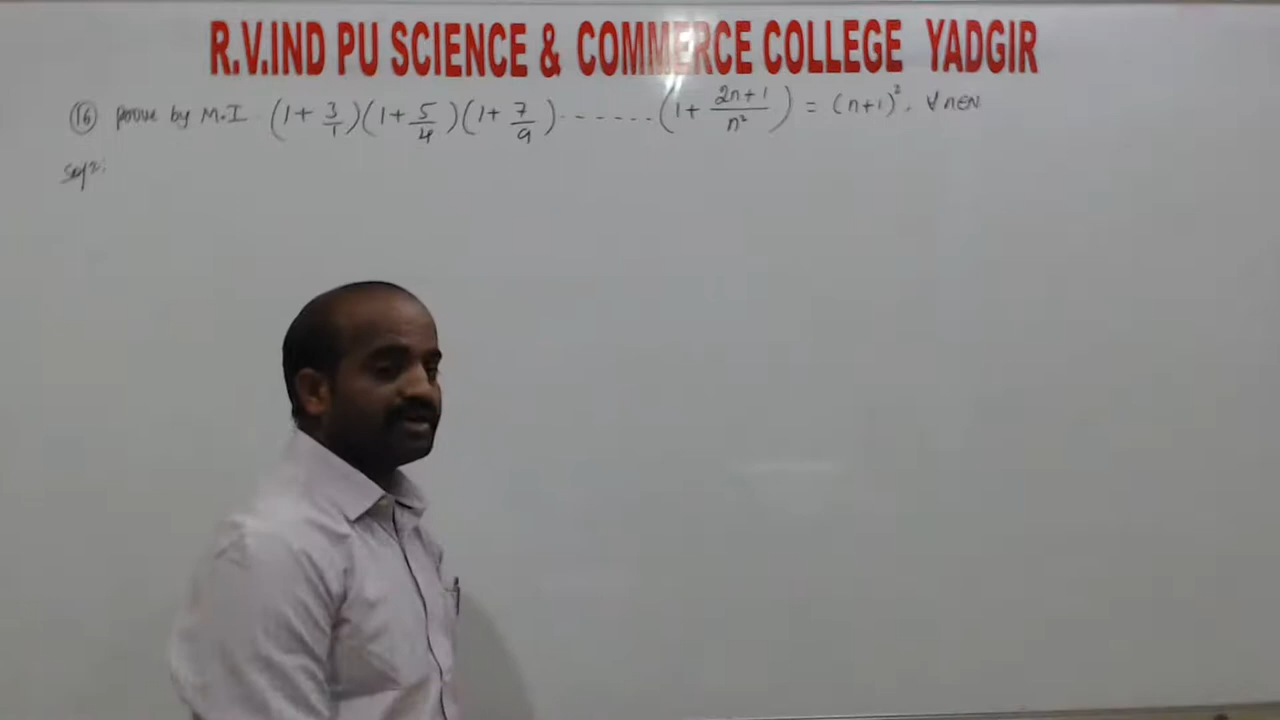 R.V.IND PU SCIENCE & COMMERCE COLLEGE YADGIR
(16) prove by M.I (1 + 3/1)(1 + 5/4)(1 + 7/9) ------ (1 + 2n+1/n²) = (n+1)², ∀ n∈N
Solⁿ: